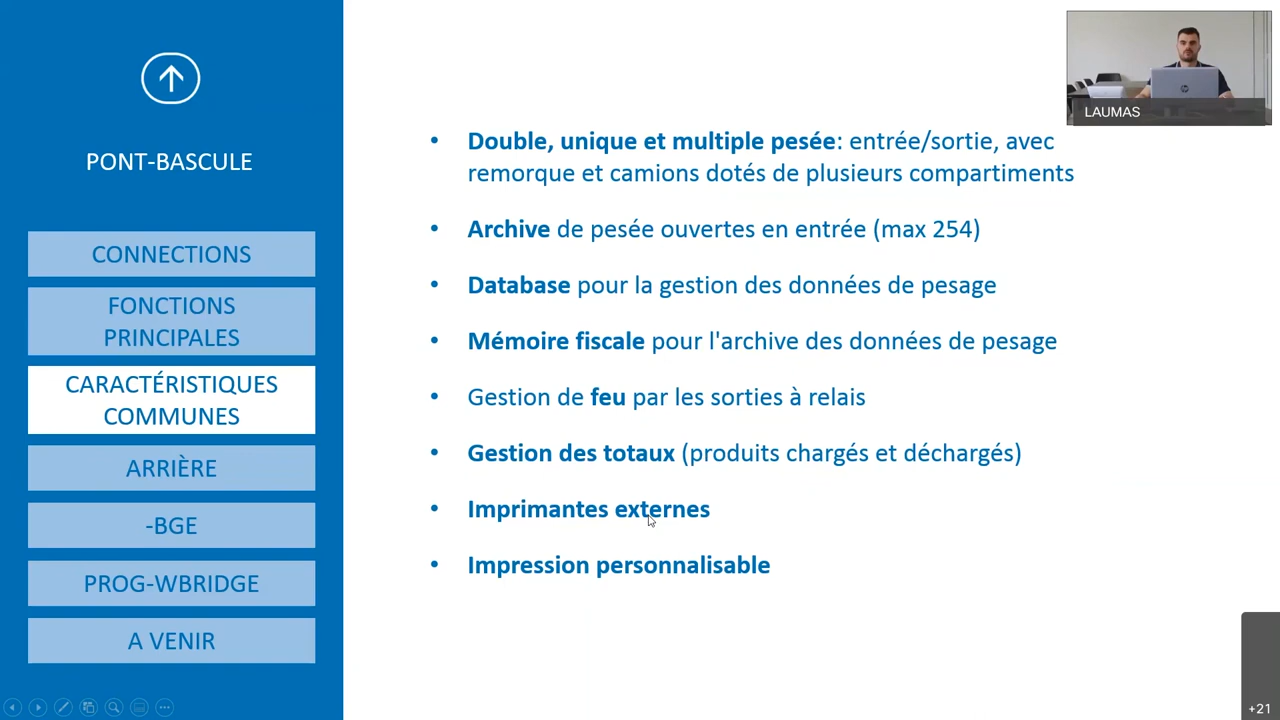 PONT-BASCULE
CONNECTIONS
FONCTIONS
PRINCIPALES
CARACTÉRISTIQUES
COMMUNES
ARRIÈRE
-BGE
PROG-WBRIDGE
A VENIR
• Double, unique et multiple pesée: entrée/sortie, avec
remorque et camions dotés de plusieurs compartiments
• Archive de pesée ouvertes en entrée (max 254)
• Database pour la gestion des données de pesage
• Mémoire fiscale pour l'archive des données de pesage
• Gestion de feu par les sorties à relais
• Gestion des totaux (produits chargés et déchargés)
• Imprimantes externes
• Impression personnalisable
LAUMAS
+21